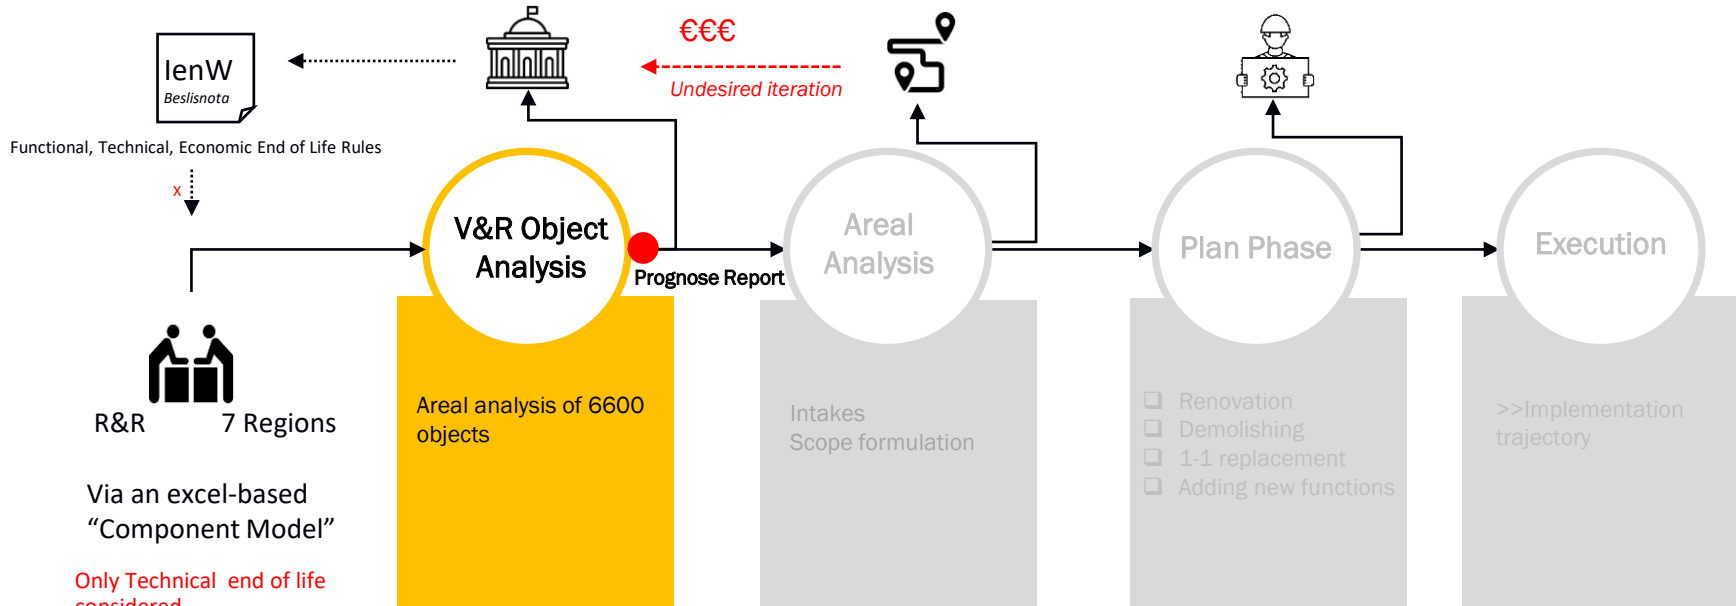 IenW
Beslisnota
Functional, Technical, Economic End of Life Rules
x
€€€
Undesired iteration
V&R Object
Analysis
Prognose Report
Areal
Analysis
Plan Phase
Execution
R&R
7 Regions
Via an excel-based
“Component Model”
Only Technical end of life
considered
Areal analysis of 6600
objects
Intakes
Scope formulation
Renovation
Demolishing
1-1 replacement
Adding new functions
>>Implementation
trajectory